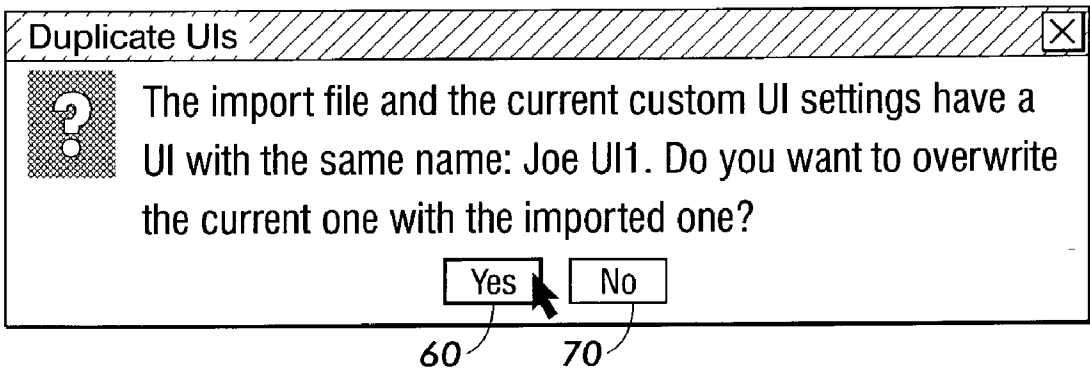 Duplicate UIs
The import file and the current custom UI settings have a
UI with the same name: Joe UI1. Do you want to overwrite
the current one with the imported one?
Yes No
60 70